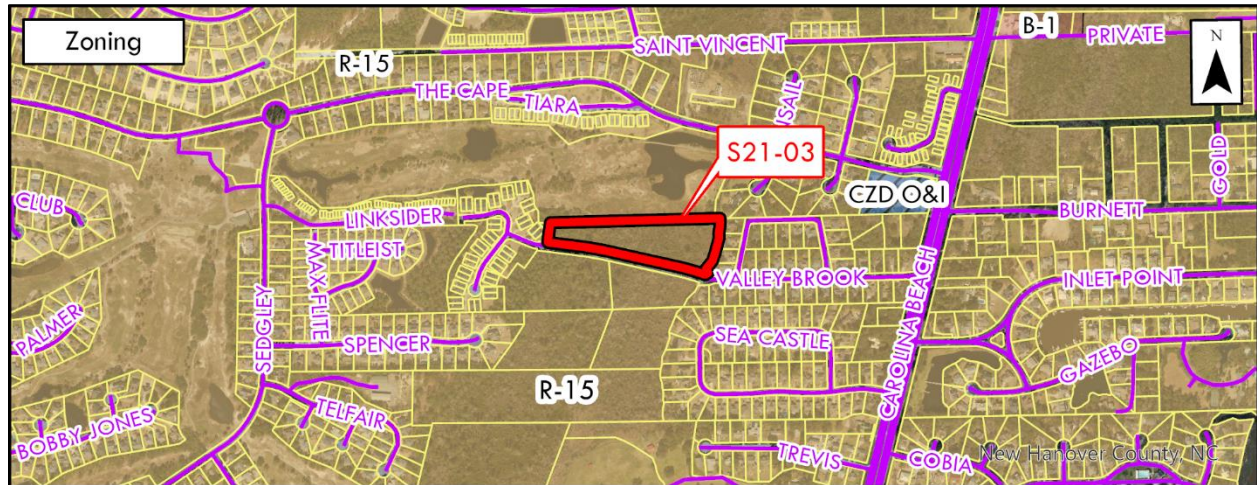 Zoning
B-1
PRIVATE
N
SAINT VINCENT
R-15
THE CAPE
TIARA
ISAIL
S21-03
GOLD
CZD O&I
CLUB
LINKSIDER
BURNETT
TITLEIST
MAX FLITE
VALLEY BROOK
INLET POINT
PALMER
SEDGLEY
SPENCER
SEA CASTLE
GAZEBO
CAROLINA BEACH
R-15
TELFAIR
BOBBY JONES
TREVIS
COBIA
New Hanover County, NC